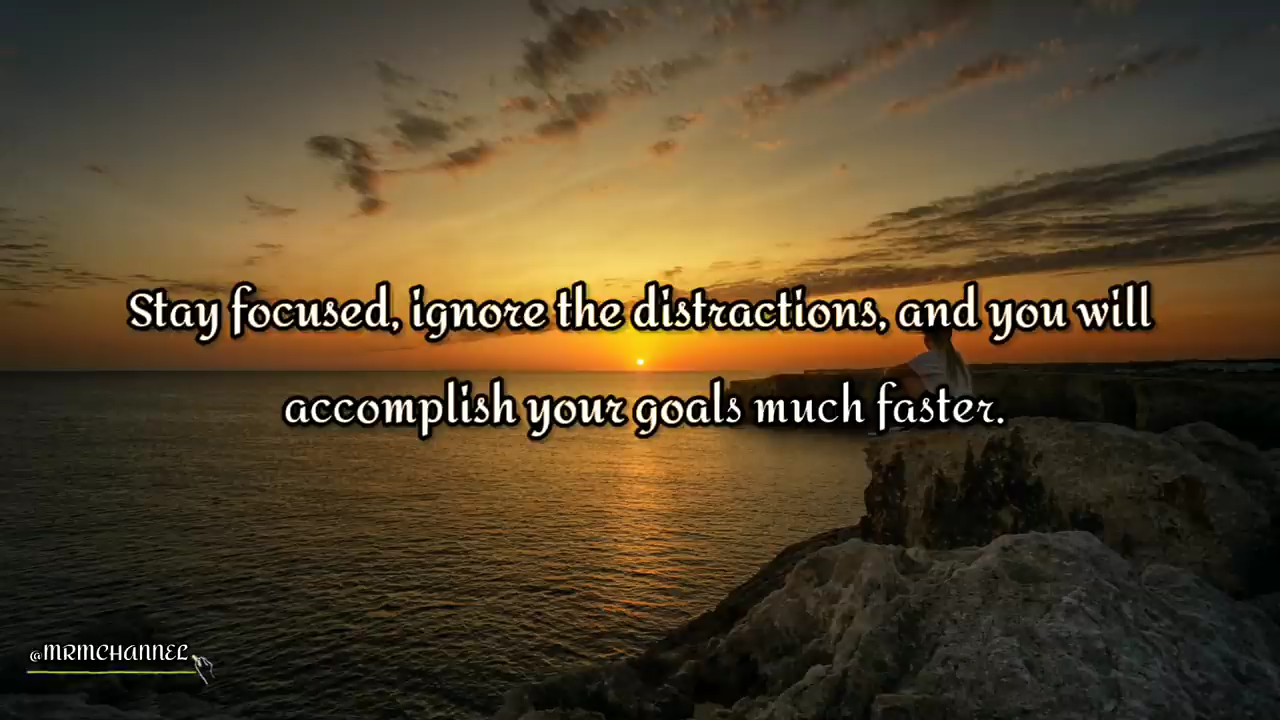 Stay focused, ignore the distractions, and you will
accomplish your goals much faster.
@MRMCHANNEL